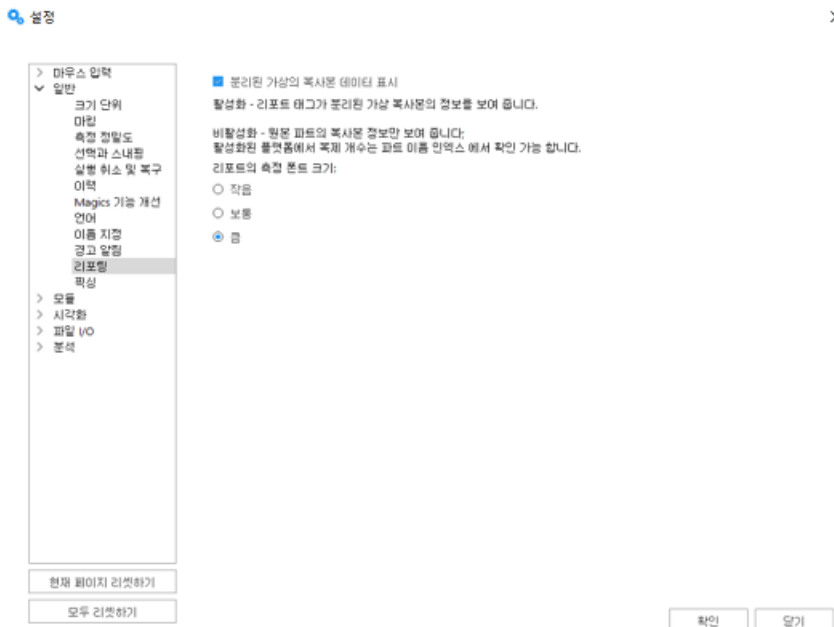 설정
마우스 입력
일반
크기 단위
마킹
측정 정밀도
선택과 스내핑
실행 취소 및 복구
이력
Magics 기능 개선
언어
이름 지정
경고 알림
리포팅
픽싱
모듈
시각화
파일 I/O
분석
현재 페이지 리셋하기
모두 리셋하기
분리된 가상의 복사본 데이터 표시
활성화 - 리포트 태그가 분리된 가상 복사본의 정보를 보여 줍니다.
비활성화 - 원본 파트의 복사본 정보만 보여 줍니다;
활성화된 플랫폼에서 복제 개수는 파트 이름 인덱스 에서 확인 가능 합니다.
리포트의 측정 폰트 크기:
작음
보통
큼
확인
닫기